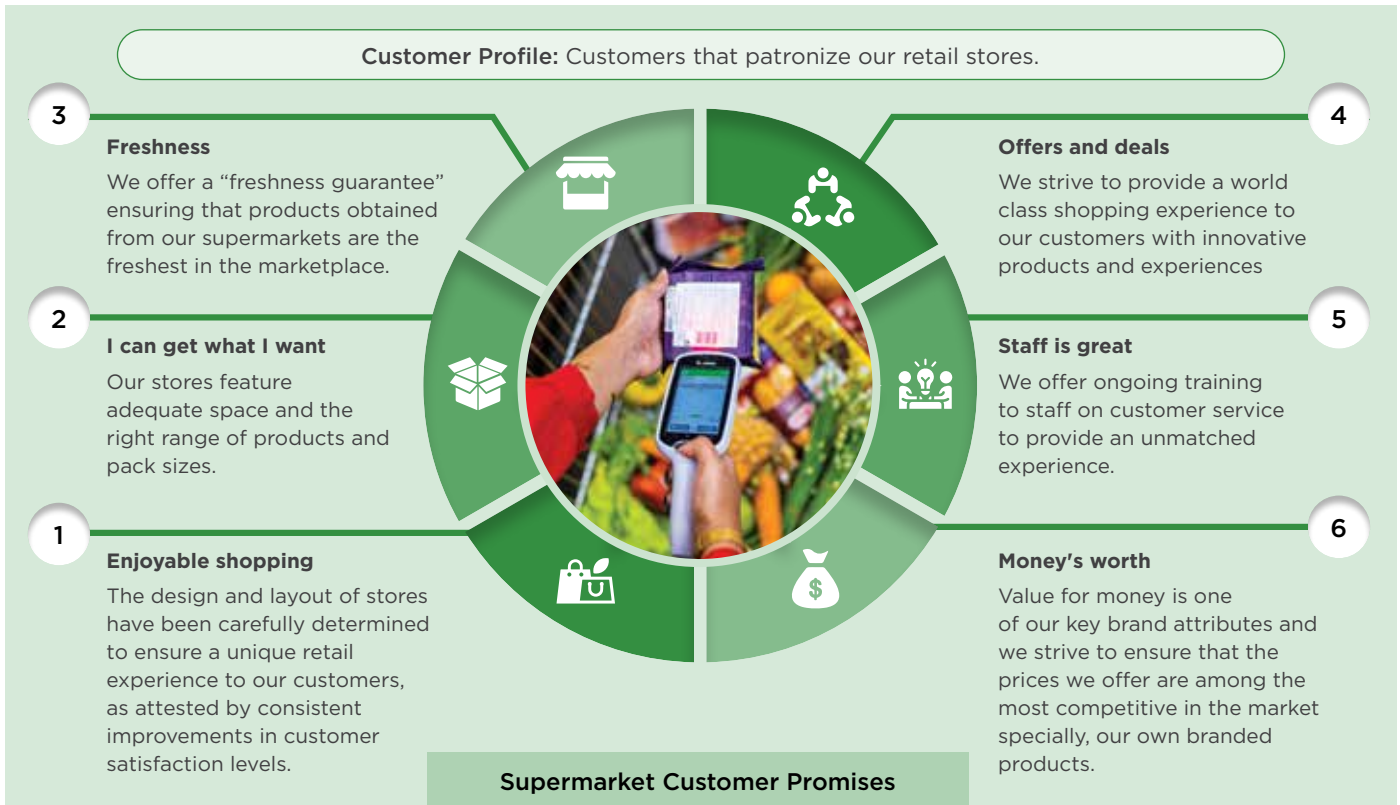 Customer Profile: Customers that patronize our retail stores.
3
Freshness
We offer a “freshness guarantee”
ensuring that products obtained
from our supermarkets are the
freshest in the marketplace.
2
I can get what I want
Our stores feature
adequate space and the
right range of products and
pack sizes.
1
Enjoyable shopping
The design and layout of stores
have been carefully determined
to ensure a unique retail
experience to our customers,
as attested by consistent
improvements in customer
satisfaction levels.
4
Offers and deals
We strive to provide a world
class shopping experience to
our customers with innovative
products and experiences
5
Staff is great
We offer ongoing training
to staff on customer service
to provide an unmatched
experience.
6
Money's worth
Value for money is one
of our key brand attributes and
we strive to ensure that the
prices we offer are among the
most competitive in the market
specially, our own branded
products.
$
Supermarket Customer Promises